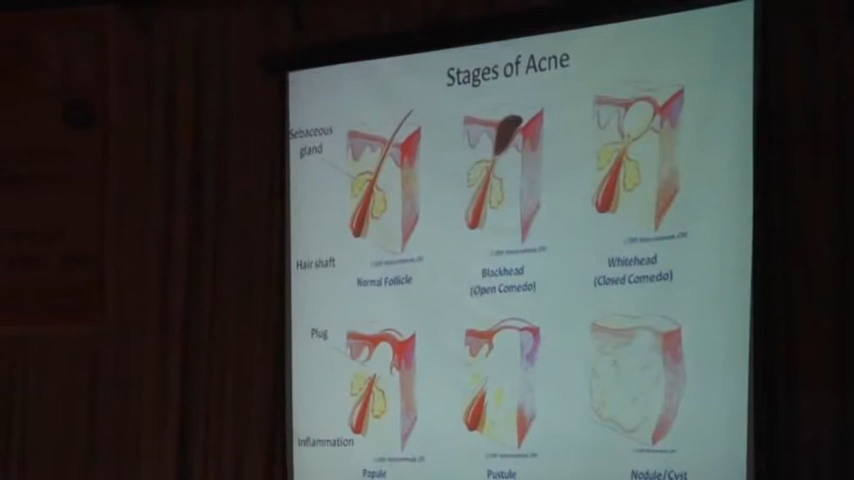 Stages of Acne
Sebaceous
gland
Hair shaft
Normal Follicle
Blackhead
(Open Comedo)
Whitehead
(Closed Comedo)
Plug
Inflammation
Papule
Pustule
Nodule/Cyst